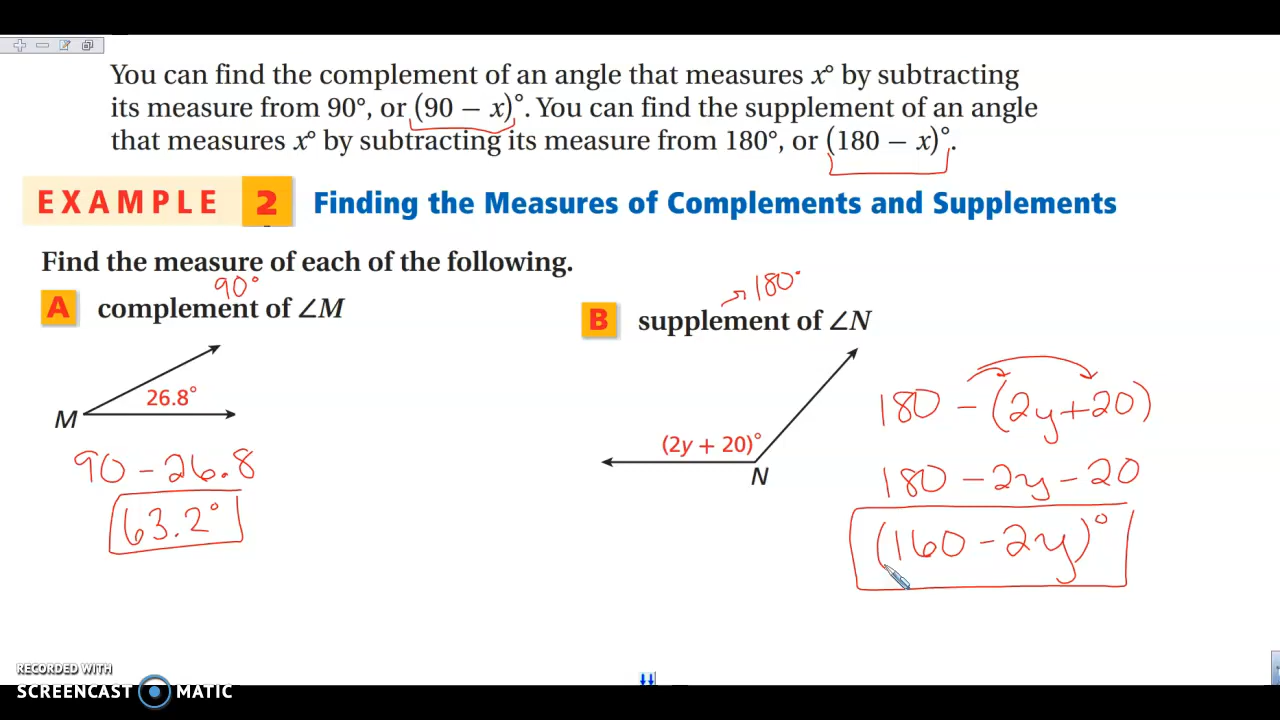 You can find the complement of an angle that measures x° by subtracting
its measure from 90°, or (90 − x)°. You can find the supplement of an angle
that measures x° by subtracting its measure from 180°, or (180 − x)°.
EXAMPLE 2 Finding the Measures of Complements and Supplements
Find the measure of each of the following.
90°
A complement of ∠M
26.8°
M
90 − 26.8
63.2°
180°
B supplement of ∠N
(2y + 20)°
N
180 − (2y + 20)
180 − 2y − 20
(160 − 2y)°
RECORDED WITH
SCREENCAST MATIC